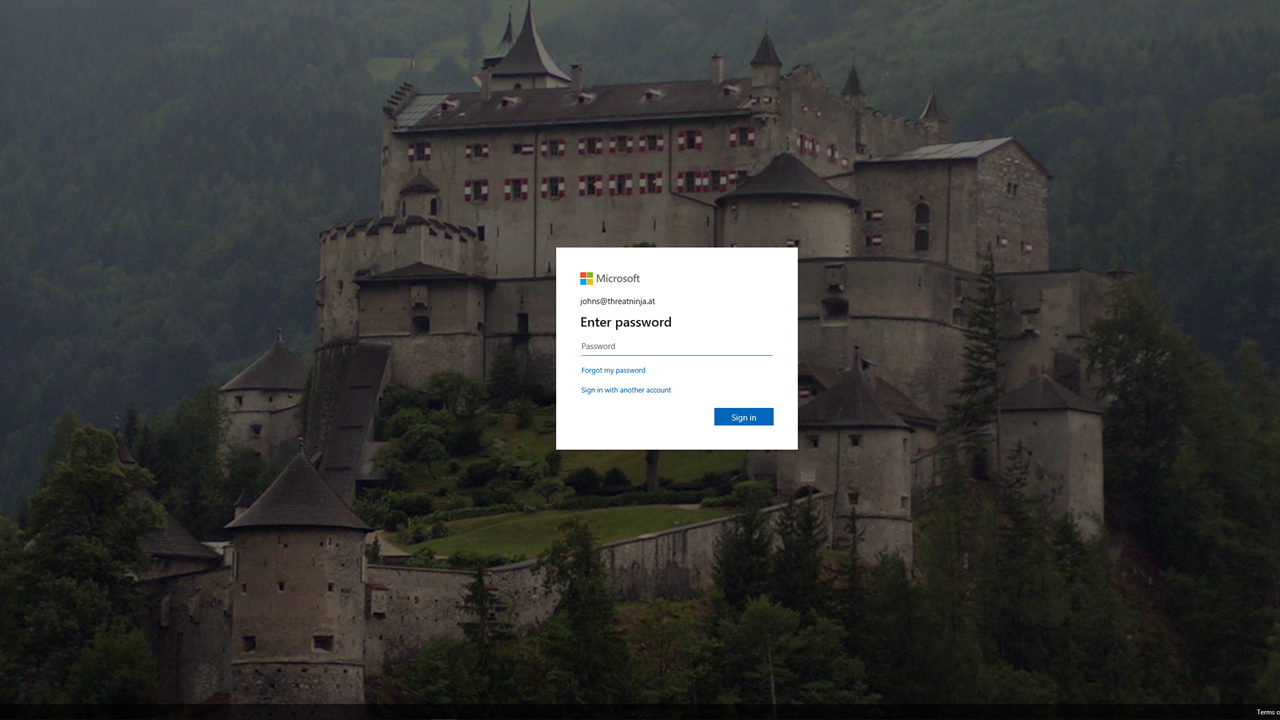 Microsoft
johns@threatninja.at
Enter password
Password
Forgot my password
Sign in with another account
Sign in
Terms o